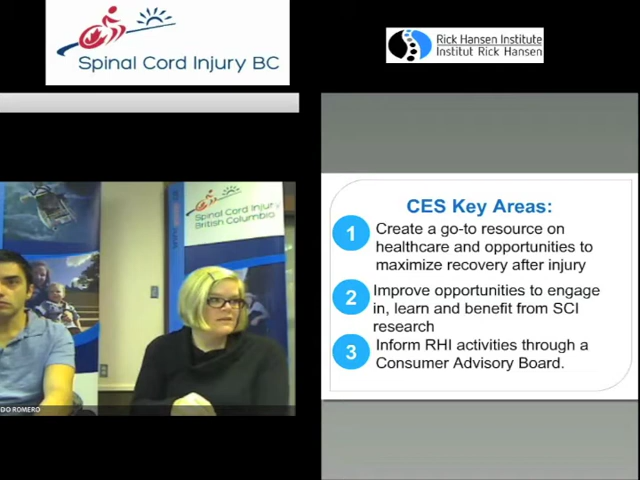 Spinal Cord Injury BC
Rick Hansen Institute
Institut Rick Hansen
Spinal Cord Injury
British Columbia
DO ROMERO
CES Key Areas:
1 Create a go-to resource on
healthcare and opportunities to
maximize recovery after injury
2 Improve opportunities to engage
in, learn and benefit from SCI
research
3 Inform RHI activities through a
Consumer Advisory Board.